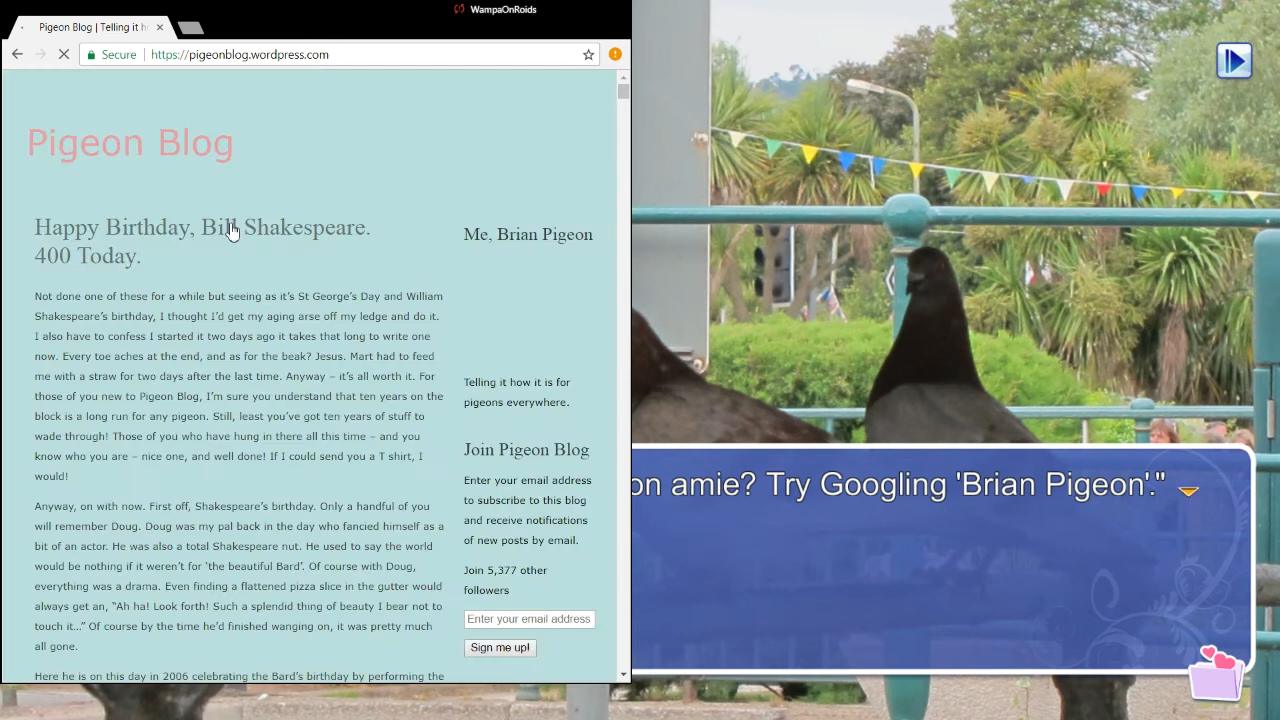 WampaOnRoids
Pigeon Blog | Telling it h
Secure
https://pigeonblog.wordpress.com
Pigeon Blog
Happy Birthday, Bill Shakespeare.
400 Today.
Not done one of these for a while but seeing as it's St George's Day and William
Shakespeare's birthday, I thought I'd get my aging arse off my ledge and do it.
I also have to confess I started it two days ago it takes that long to write one
now. Every toe aches at the end, and as for the beak? Jesus. Mart had to feed
me with a straw for two days after the last time. Anyway – it's all worth it. For
those of you new to Pigeon Blog, I'm sure you understand that ten years on the
block is a long run for any pigeon. Still, least you've got ten years of stuff to
wade through! Those of you who have hung in there all this time – and you
know who you are – nice one, and well done! If I could send you a T shirt, I
would!
Anyway, on with now. First off, Shakespeare's birthday. Only a handful of you
will remember Doug. Doug was my pal back in the day who fancied himself as a
bit of an actor. He was also a total Shakespeare nut. He used to say the world
would be nothing if it weren't for 'the beautiful Bard'. Of course with Doug,
everything was a drama. Even finding a flattened pizza slice in the gutter would
always get an, "Ah ha! Look forth! Such a splendid thing of beauty I bear not to
touch it…" Of course by the time he'd finished wanging on, it was pretty much
all gone.
Here he is on this day in 2006 celebrating the Bard's birthday by performing the
Me, Brian Pigeon
Telling it how it is for
pigeons everywhere.
Join Pigeon Blog
Enter your email address
to subscribe to this blog
and receive notifications
of new posts by email.
Join 5,377 other
followers
Enter your email address
Sign me up!
on amie? Try Googling 'Brian Pigeon'."